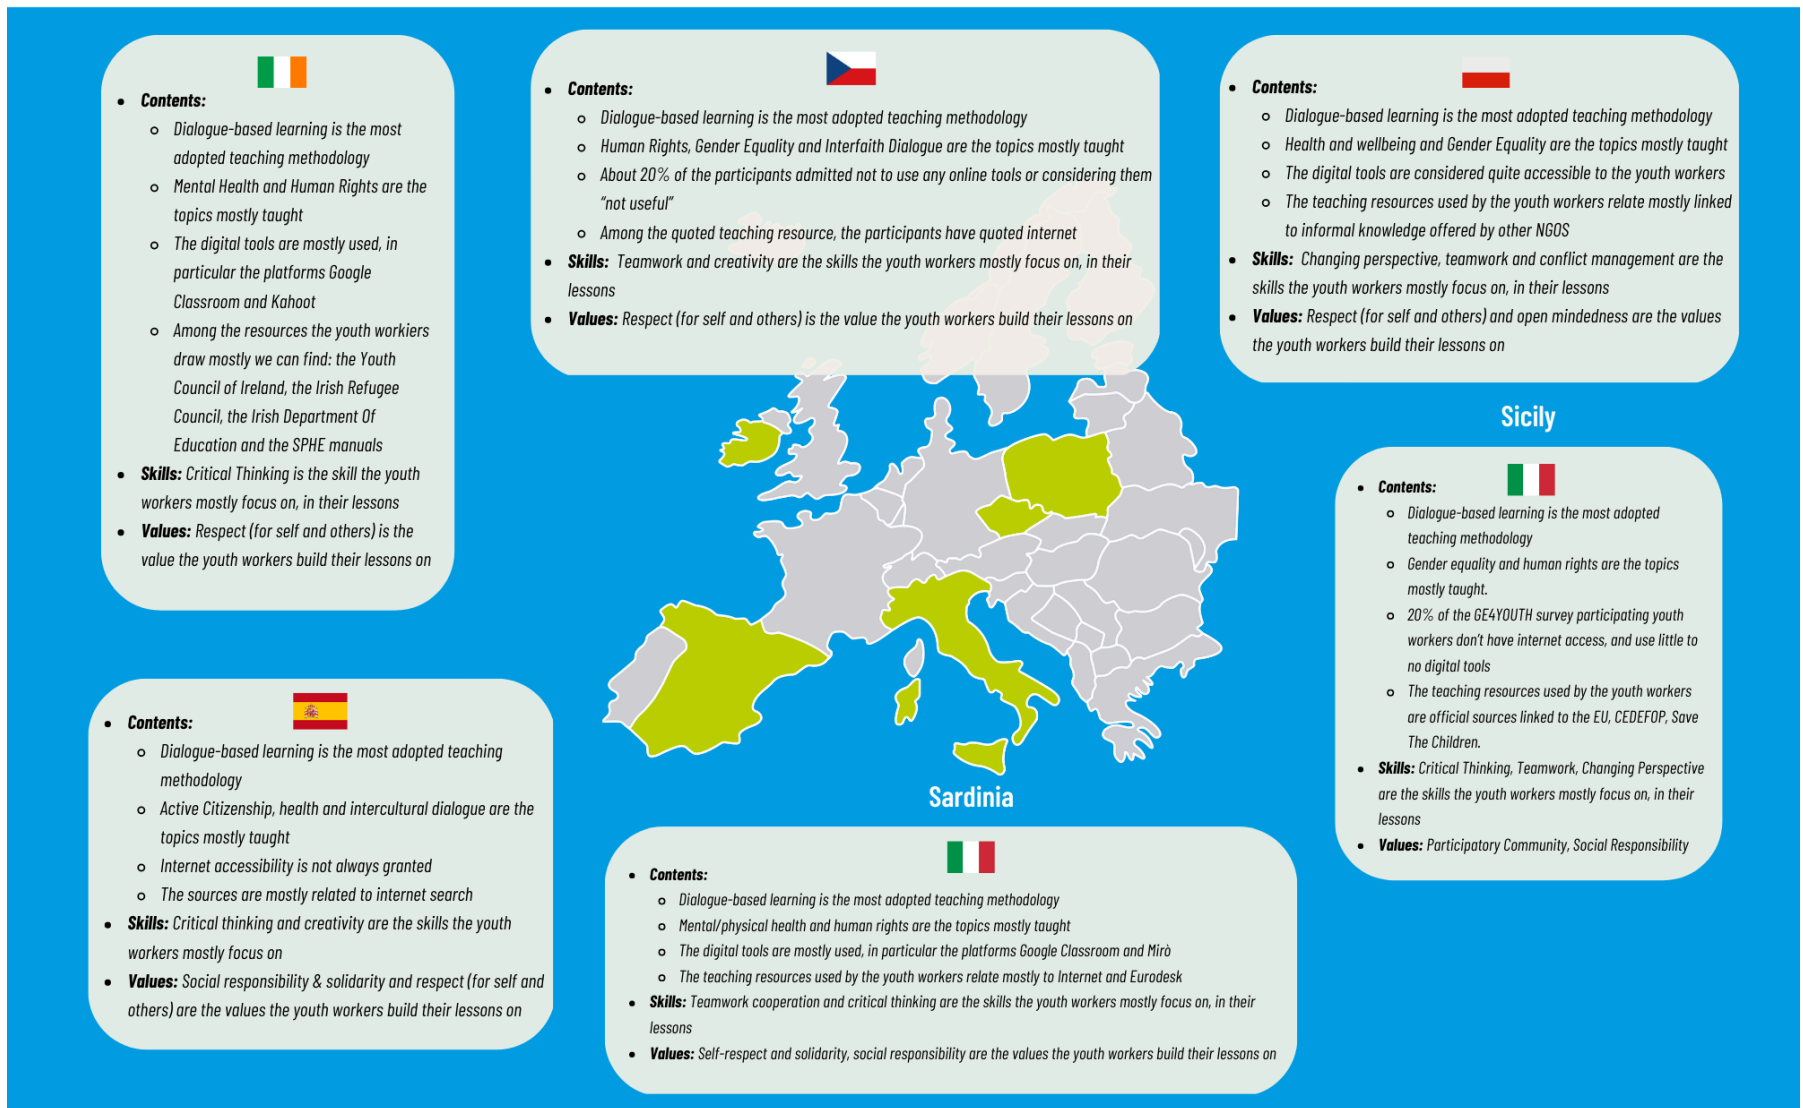 Contents:
Dialogue-based learning is the most
adopted teaching methodology
Mental Health and Human Rights are the
topics mostly taught
The digital tools are mostly used, in
particular the platforms Google
Classroom and Kahoot
Among the resources the youth workiers
draw mostly we can find: the Youth
Council of Ireland, the Irish Refugee
Council, the Irish Department Of
Education and the SPHE manuals
Skills: Critical Thinking is the skill the youth
workers mostly focus on, in their lessons
Values: Respect (for self and others) is the
value the youth workers build their lessons on
Contents:
Dialogue-based learning is the most adopted teaching methodology
Human Rights, Gender Equality and Interfaith Dialogue are the topics mostly taught
About 20% of the participants admitted not to use any online tools or considering them
“not useful”
Among the quoted teaching resource, the participants have quoted internet
Skills: Teamwork and creativity are the skills the youth workers mostly focus on, in their
lessons
Values: Respect (for self and others) is the value the youth workers build their lessons on
Contents:
Dialogue-based learning is the most adopted teaching methodology
Health and wellbeing and Gender Equality are the topics mostly taught
The digital tools are considered quite accessible to the youth workers
The teaching resources used by the youth workers relate mostly linked
to informal knowledge offered by other NGOS
Skills: Changing perspective, teamwork and conflict management are the
skills the youth workers mostly focus on, in their lessons
Values: Respect (for self and others) and open mindedness are the values
the youth workers build their lessons on
Sicily
Contents:
Dialogue-based learning is the most adopted
teaching methodology
Gender equality and human rights are the topics
mostly taught.
20% of the GE4YOUTH survey participating youth
workers don’t have internet access, and use little to
no digital tools
The teaching resources used by the youth workers
are official sources linked to the EU, CEDEFOP, Save
The Children.
Skills: Critical Thinking, Teamwork, Changing Perspective
are the skills the youth workers mostly focus on, in their
lessons
Values: Participatory Community, Social Responsibility
Contents:
Dialogue-based learning is the most adopted teaching
methodology
Active Citizenship, health and intercultural dialogue are the
topics mostly taught
Internet accessibility is not always granted
The sources are mostly related to internet search
Skills: Critical thinking and creativity are the skills the youth
workers mostly focus on
Values: Social responsibility & solidarity and respect (for self and
others) are the values the youth workers build their lessons on
Sardinia
Contents:
Dialogue-based learning is the most adopted teaching methodology
Mental/physical health and human rights are the topics mostly taught
The digital tools are mostly used, in particular the platforms Google Classroom and Mirò
The teaching resources used by the youth workers relate mostly to Internet and Eurodesk
Skills: Teamwork cooperation and critical thinking are the skills the youth workers mostly focus on, in their
lessons
Values: Self-respect and solidarity, social responsibility are the values the youth workers build their lessons on